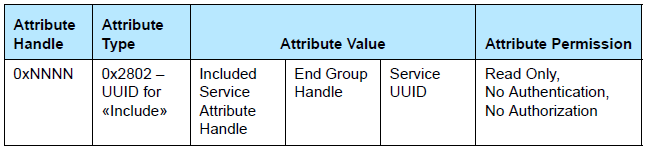 Attribute Handle
Attribute Type
Attribute Value
Attribute Permission
0xNNNN
0x2802 –
UUID for
«Include»
Included
Service
Attribute
Handle
End Group
Handle
Service
UUID
Read Only,
No Authentication,
No Authorization